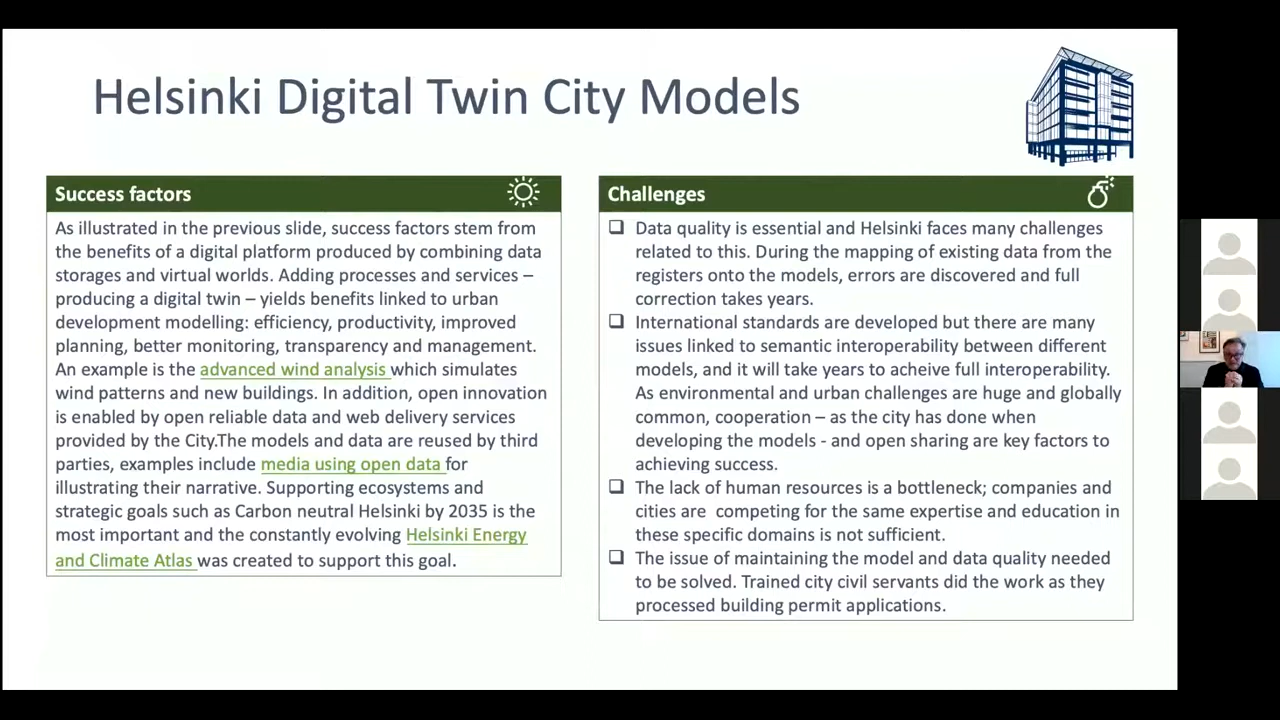 Helsinki Digital Twin City Models
Success factors
As illustrated in the previous slide, success factors stem from
the benefits of a digital platform produced by combining data
storages and virtual worlds. Adding processes and services –
producing a digital twin – yields benefits linked to urban
development modelling: efficiency, productivity, improved
planning, better monitoring, transparency and management.
An example is the advanced wind analysis which simulates
wind patterns and new buildings. In addition, open innovation
is enabled by open reliable data and web delivery services
provided by the City.The models and data are reused by third
parties, examples include media using open data for
illustrating their narrative. Supporting ecosystems and
strategic goals such as Carbon neutral Helsinki by 2035 is the
most important and the constantly evolving Helsinki Energy
and Climate Atlas was created to support this goal.
Challenges
❑ Data quality is essential and Helsinki faces many challenges
related to this. During the mapping of existing data from the
registers onto the models, errors are discovered and full
correction takes years.
❑ International standards are developed but there are many
issues linked to semantic interoperability between different
models, and it will take years to acheive full interoperability.
As environmental and urban challenges are huge and globally
common, cooperation – as the city has done when
developing the models - and open sharing are key factors to
achieving success.
❑ The lack of human resources is a bottleneck; companies and
cities are competing for the same expertise and education in
these specific domains is not sufficient.
❑ The issue of maintaining the model and data quality needed
to be solved. Trained city civil servants did the work as they
processed building permit applications.